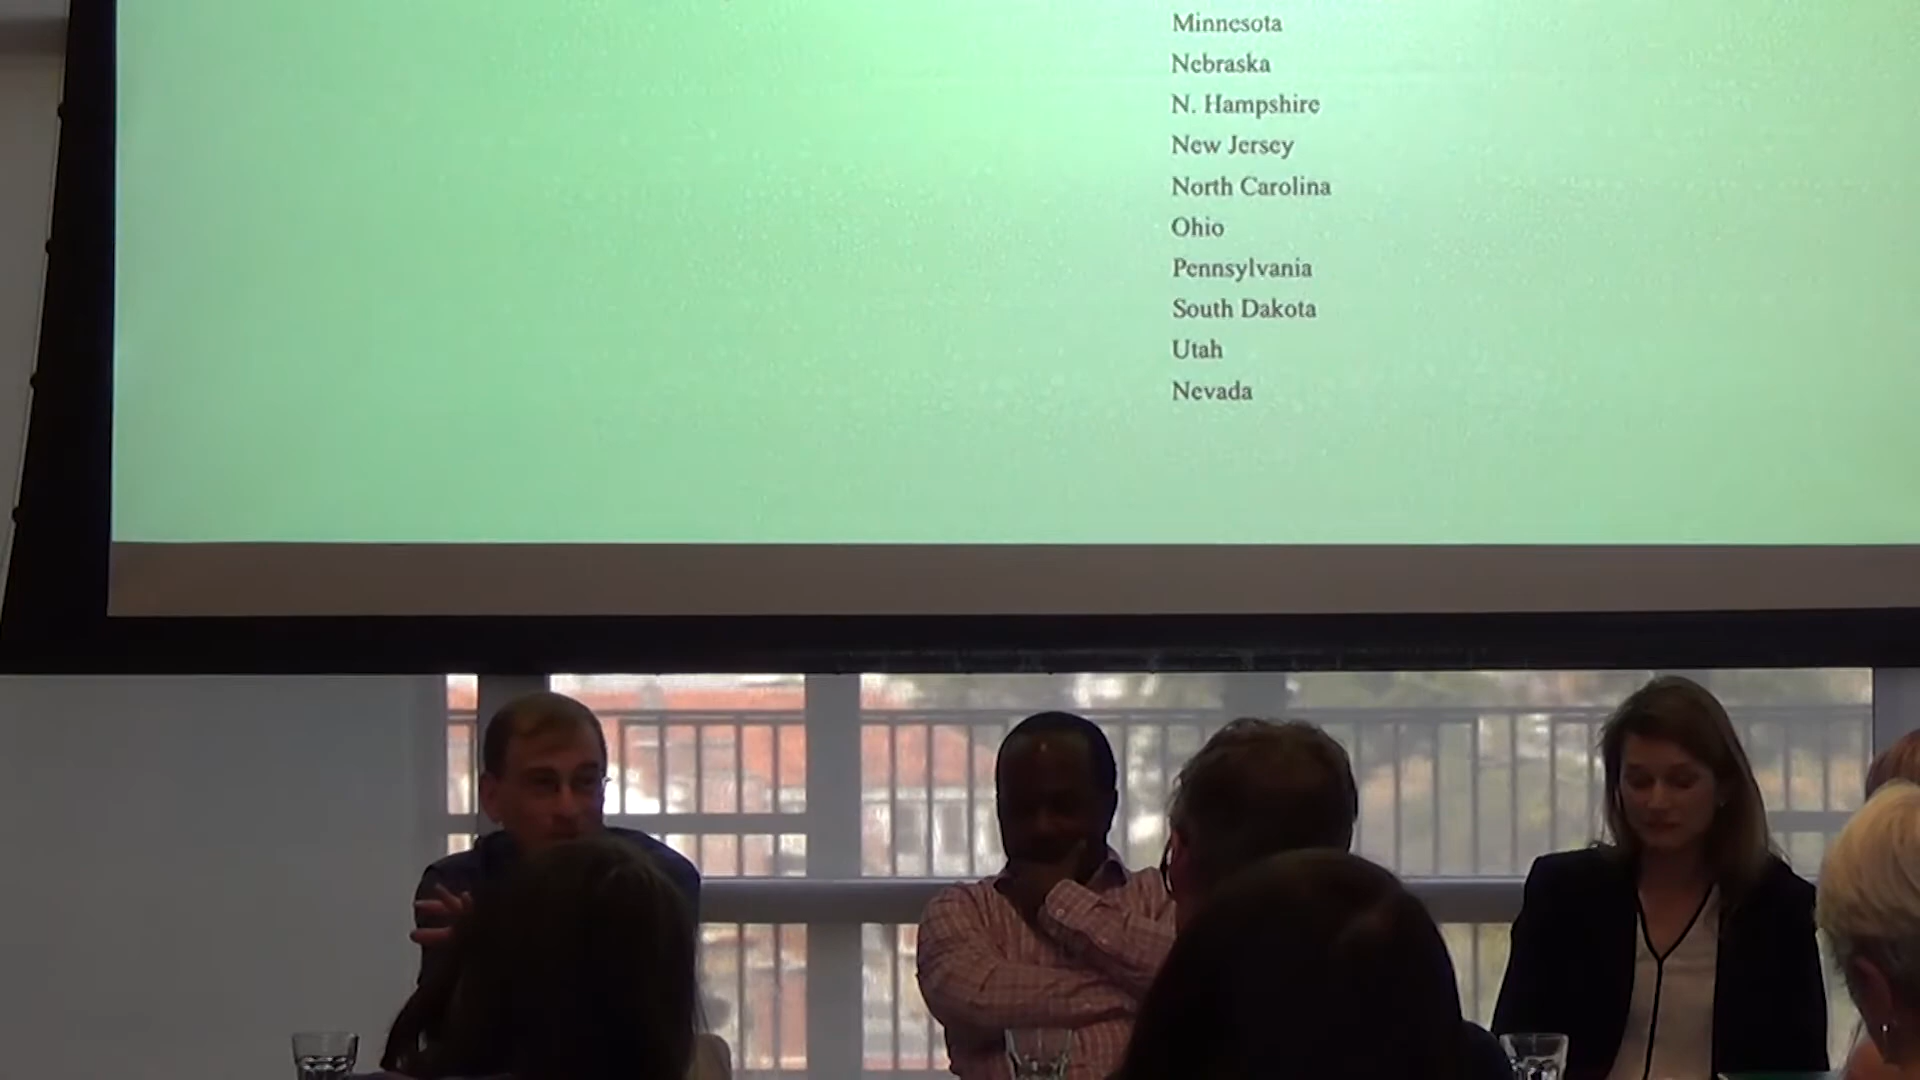 Minnesota
Nebraska
N. Hampshire
New Jersey
North Carolina
Ohio
Pennsylvania
South Dakota
Utah
Nevada